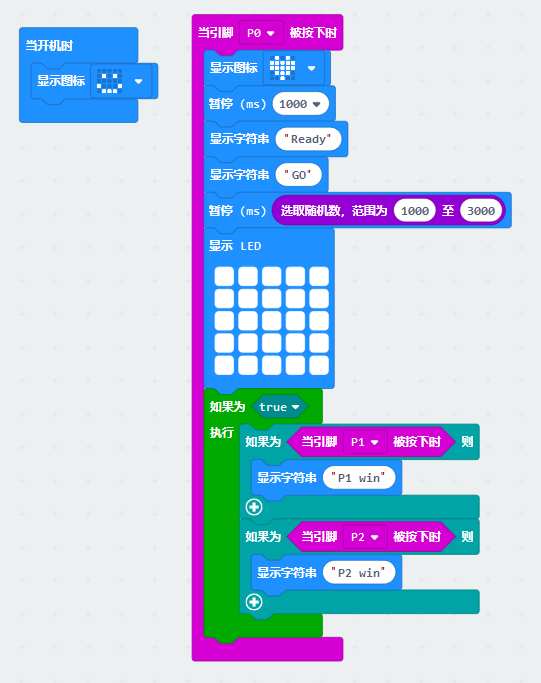 当开机时
显示图标
当引脚 P0 被按下时
显示图标
暂停 (ms) 1000
显示字符串 "Ready"
显示字符串 "GO"
暂停 (ms) 选取随机数，范围为 1000 至 3000
显示 LED
如果为 true
执行
如果为 当引脚 P1 被按下时 则
显示字符串 "P1 win"
如果为 当引脚 P2 被按下时 则
显示字符串 "P2 win"